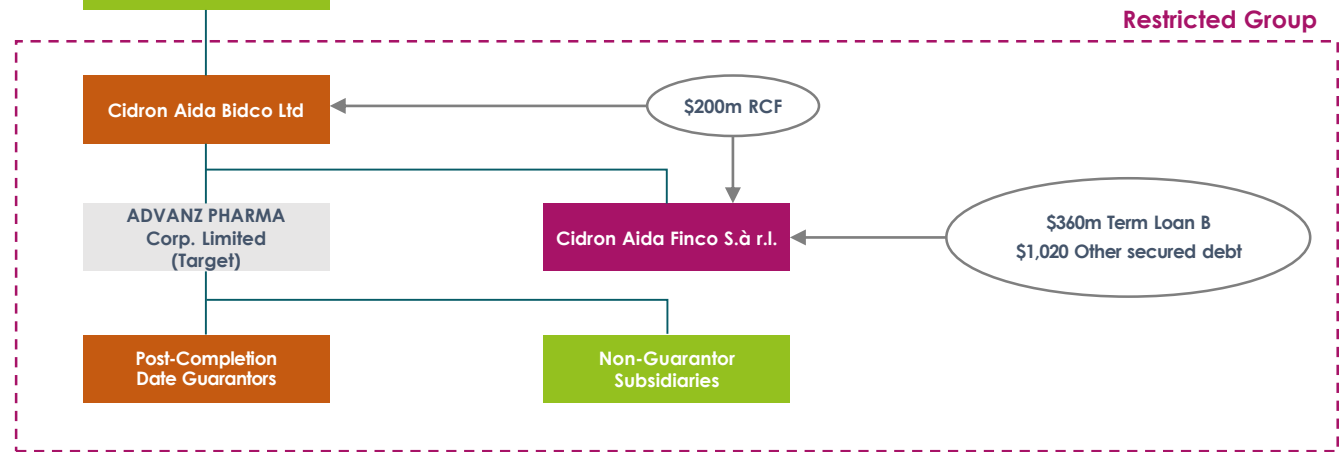 Restricted Group
Cidron Aida Bidco Ltd
$200m RCF
ADVANZ PHARMA
Corp. Limited
(Target)
Cidron Aida Finco S.à r.l.
$360m Term Loan B
$1,020 Other secured debt
Post-Completion
Date Guarantors
Non-Guarantor
Subsidiaries